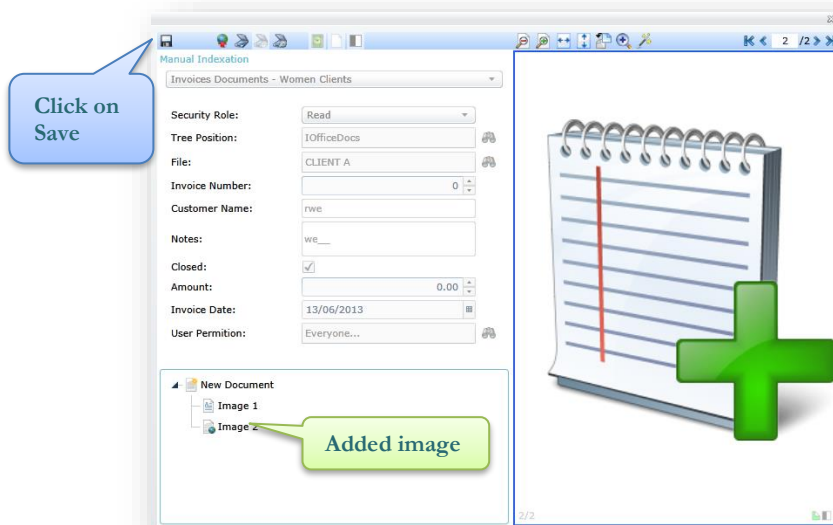 2 /2
Manual Indexation
Invoices Documents - Women Clients
Click on
Save
Security Role: Read
Tree Position: IOfficeDocs
File: CLIENT A
Invoice Number: 0
Customer Name: rwe
Notes: we__
Closed:
Amount: 0.00
Invoice Date: 13/06/2013
User Permition: Everyone...
New Document
Image 1
Image 2
Added image
2/2